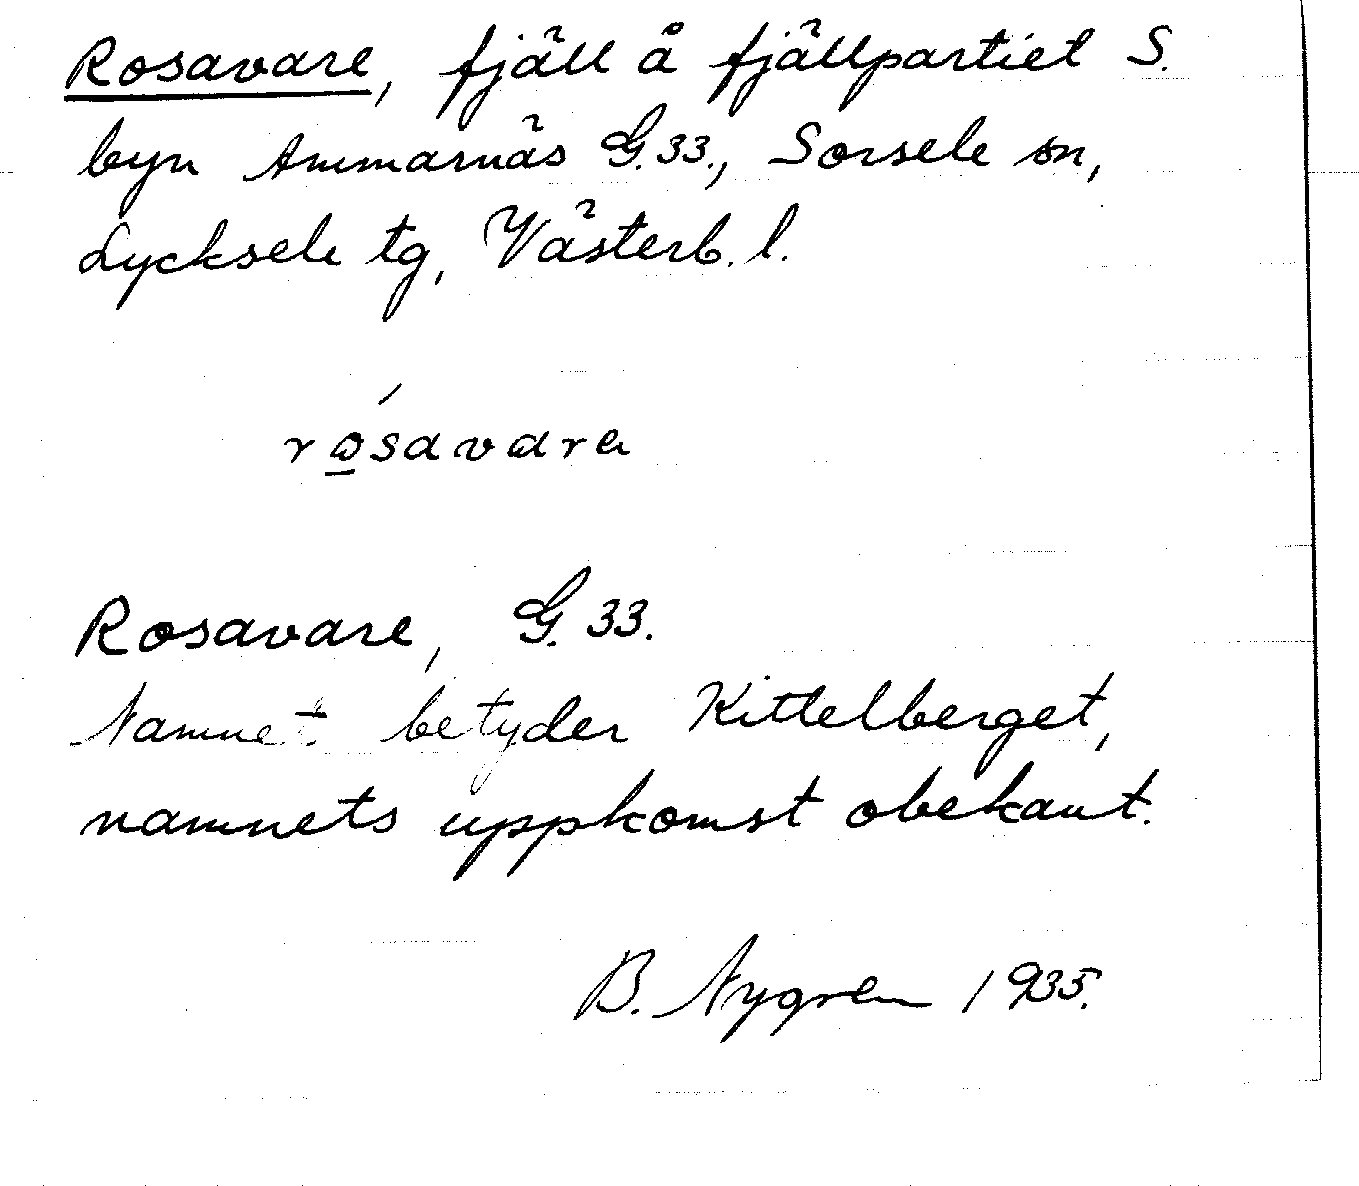 Rosavare, fjäll å fjällpartiet S.
byn Ammarnäs G. 33., Sorsele sn,
Lycksele tg, Västerb. l.
rósavara
Rosavare, G. 33.
Namnet betyder Kittelberget,
namnets uppkomst obekant.
B. Nygren 1935.